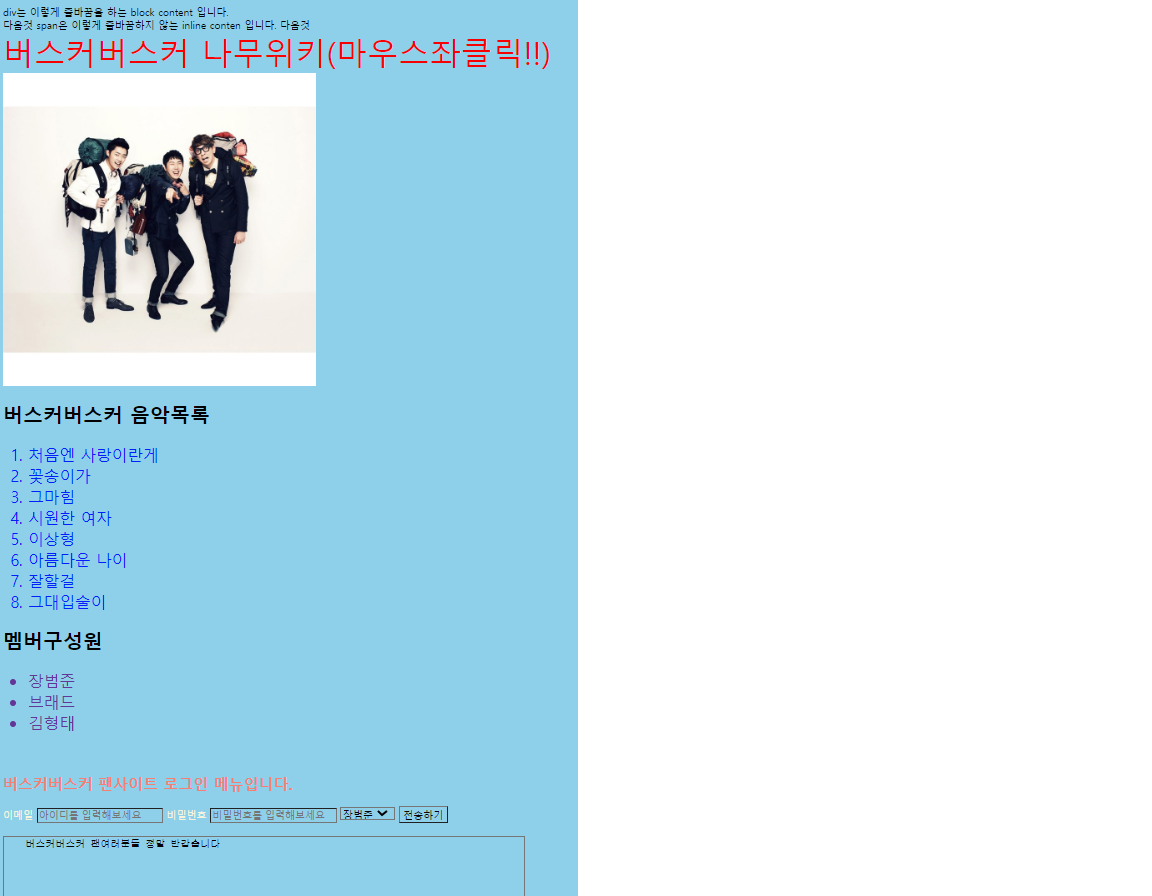 div는 이렇게 줄바꿈을 하는 block content 입니다.
다음것 span은 이렇게 줄바꿈하지 않는 inline conten 입니다. 다음것
버스커버스커 나무위키(마우스좌클릭!!)
버스커버스커 음악목록
1. 처음엔 사랑이란게
2. 꽃송이가
3. 그마힘
4. 시원한 여자
5. 이상형
6. 아름다운 나이
7. 잘할걸
8. 그대입술이
멤버구성원
• 장범준
• 브래드
• 김형태
버스커버스커 팬사이트 로그인 메뉴입니다.
이메일 아이디를 입력해보세요 비밀번호 비밀번호를 입력해보세요 장범준 전송하기
버스커버스커 팬여러분들 정말 반갑습니다